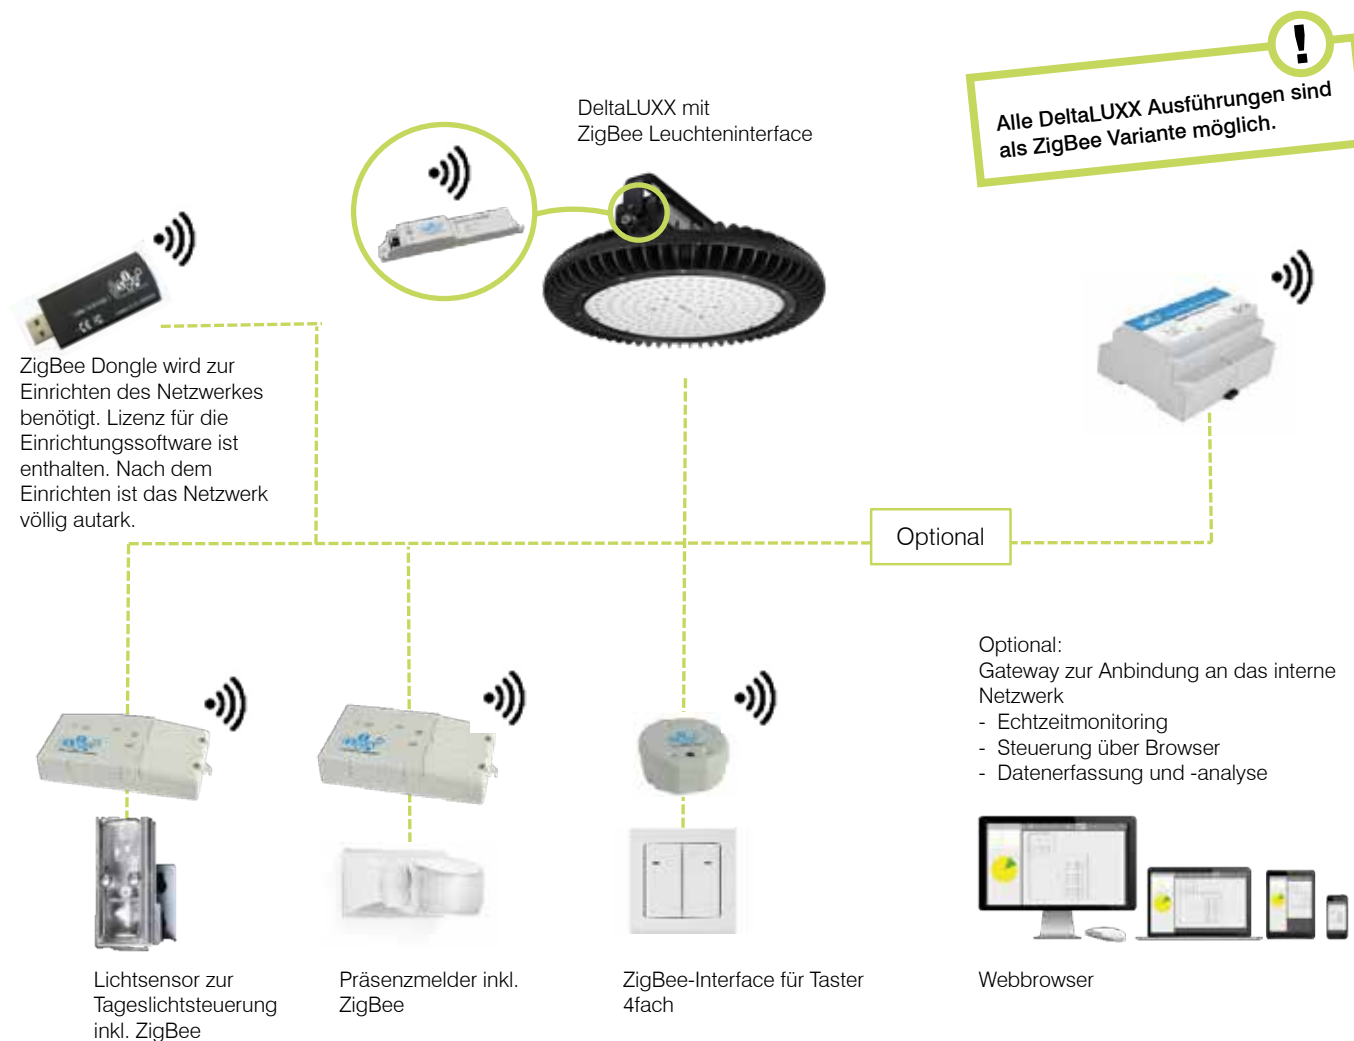 DeltaLUXX mit
ZigBee Leuchteninterface
!
Alle DeltaLUXX Ausführungen sind
als ZigBee Variante möglich.
ZigBee Dongle wird zur
Einrichten des Netzwerkes
benötigt. Lizenz für die
Einrichtungssoftware ist
enthalten. Nach dem
Einrichten ist das Netzwerk
völlig autark.
Optional
Optional:
Gateway zur Anbindung an das interne
Netzwerk
- Echtzeitmonitoring
- Steuerung über Browser
- Datenerfassung und -analyse
Lichtsensor zur
Tageslichtsteuerung
inkl. ZigBee
Präsenzmelder inkl.
ZigBee
ZigBee-Interface für Taster
4fach
Webbrowser